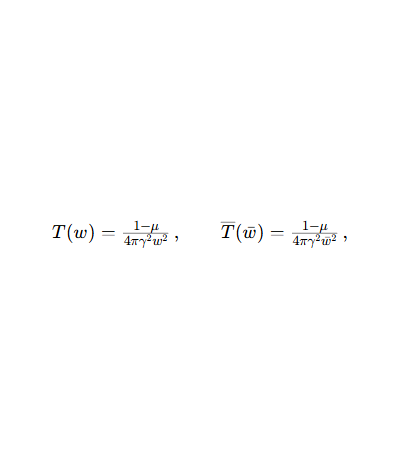 T(w) = \frac{1-\mu}{4\pi\gamma^2 w^2} , \qquad \overline{T}(\bar{w}) = \frac{1-\mu}{4\pi\gamma^2 \bar{w}^2} ,